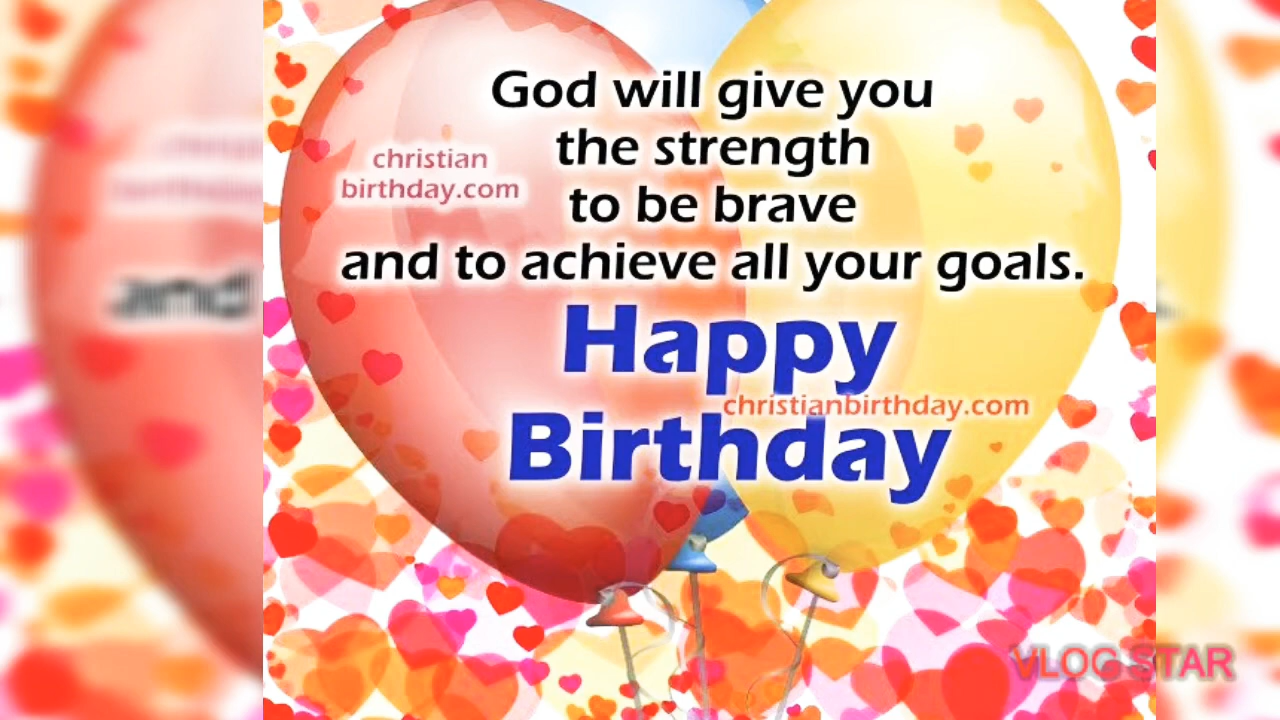 God will give you
the strength
christian
birthday.com
to be brave
and to achieve all your goals.
Happy
christianbirthday.com
Birthday
VLOG STAR
and